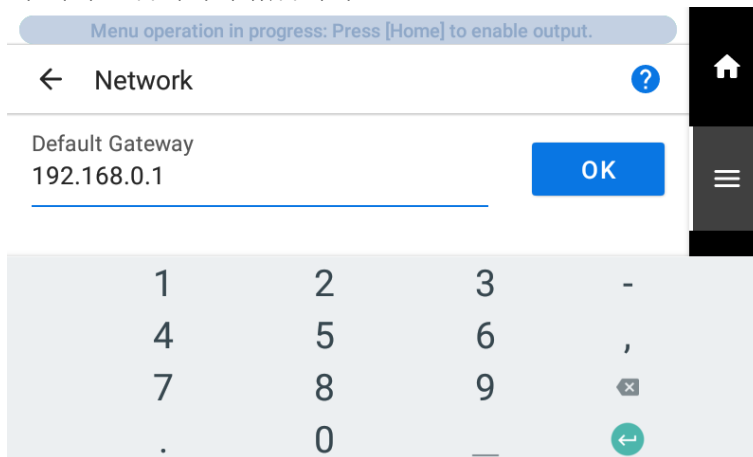 Menu operation in progress: Press [Home] to enable output.
Network
?
Default Gateway
192.168.0.1
OK
1 2 3 -
4 5 6 ,
7 8 9
. 0 _